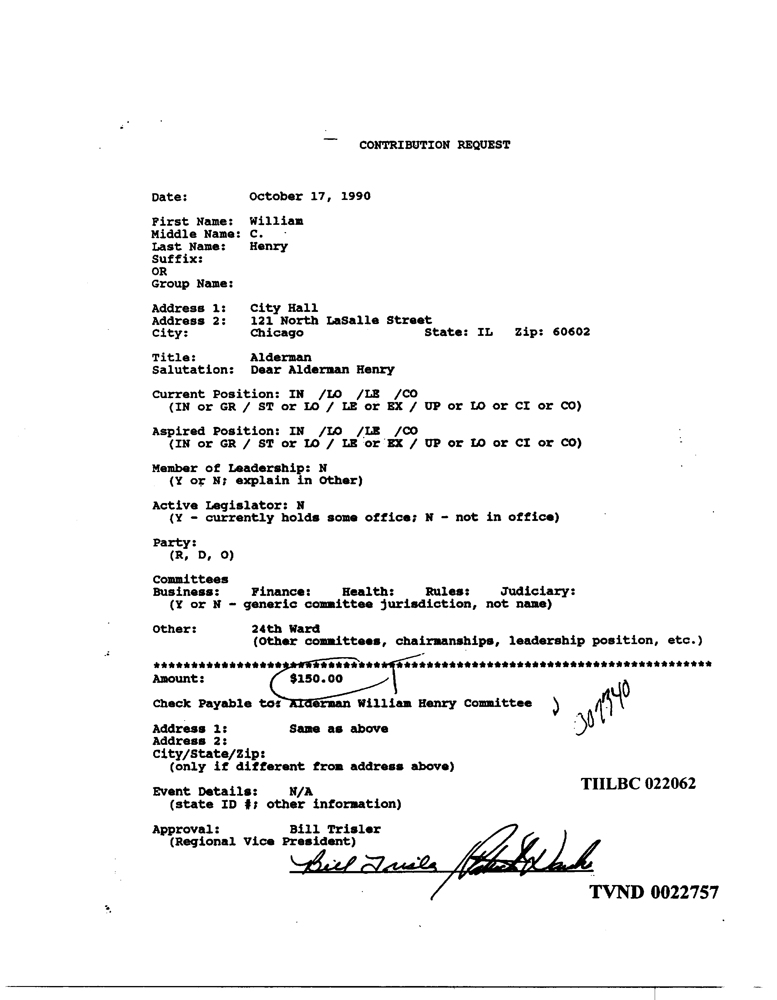 CONTRIBUTION REQUEST
Date: October 17, 1990
First Name: William
Middle Name: C.
Last Name: Henry
Suffix:
OR
Group Name:
Address 1: City Hall
Address 2: 121 North LaSalle Street
City: Chicago State: IL Zip: 60602
Title: Alderman
Salutation: Dear Alderman Henry
Current Position: IN /LO /LE /CO
(IN or GR / ST or LO / LE or EX / UP or LO or CI or CO)
Aspired Position: IN /LO /LE /CO
(IN or GR / ST or LO / LE or EX / UP or LO or CI or CO)
Member of Leadership: N
(Y or N; explain in Other)
Active Legislator: N
(Y - currently holds some office; N - not in office)
Party:
(R, D, O)
Committees
Business: Finance: Health: Rules: Judiciary:
(Y or N - generic committee jurisdiction, not name)
Other: 24th Ward
(Other committees, chairmanships, leadership position, etc.)
Amount: $150.00
Check Payable to: Alderman William Henry Committee
307340
Address 1: Same as above
Address 2:
City/State/Zip:
(only if different from address above)
TIILBC 022062
Event Details: N/A
(state ID #; other information)
Approval: Bill Trisler
(Regional Vice President)
Bill Trisler
TVND 0022757